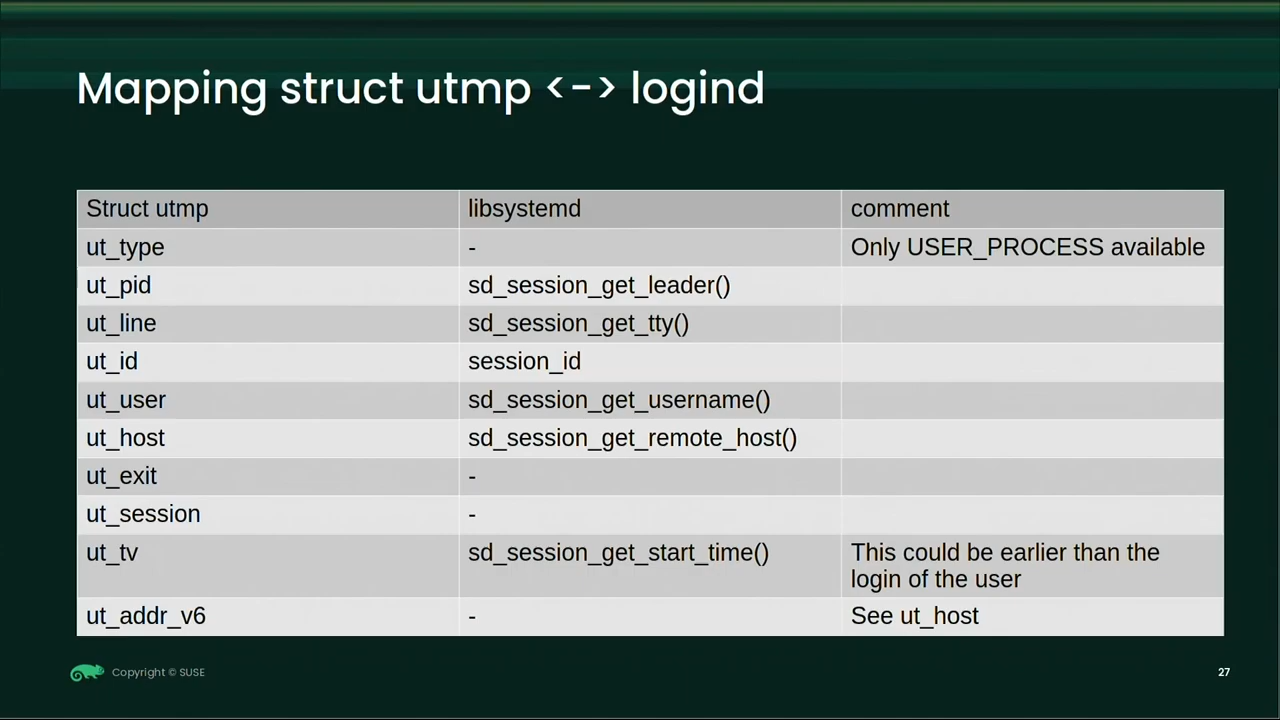 Mapping struct utmp <-> logind
Struct utmp libsystemd comment
ut_type - Only USER_PROCESS available
ut_pid sd_session_get_leader()
ut_line sd_session_get_tty()
ut_id session_id
ut_user sd_session_get_username()
ut_host sd_session_get_remote_host()
ut_exit -
ut_session -
ut_tv sd_session_get_start_time() This could be earlier than the
login of the user
ut_addr_v6 - See ut_host
Copyright © SUSE 27